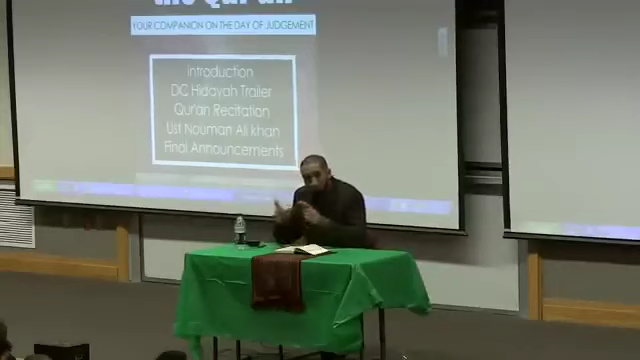 the Qur'an
YOUR COMPANION ON THE DAY OF JUDGEMENT
Introduction
DC Hidayah Trailer
Qur'an Recitation
Ust Nouman Ali khan
Final Announcements